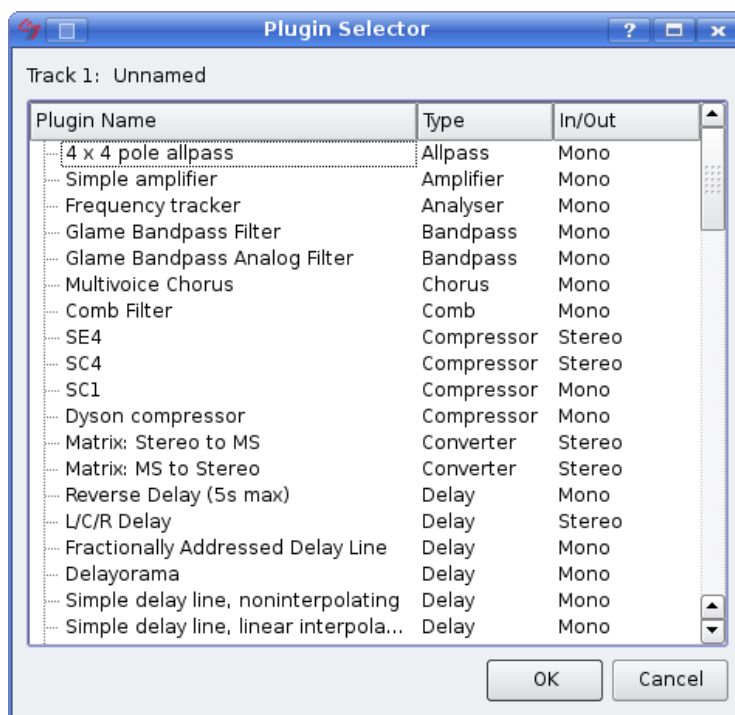 Plugin Selector
Track 1: Unnamed
Plugin Name Type In/Out
4 x 4 pole allpass Allpass Mono
Simple amplifier Amplifier Mono
Frequency tracker Analyser Mono
Glame Bandpass Filter Bandpass Mono
Glame Bandpass Analog Filter Bandpass Mono
Multivoice Chorus Chorus Mono
Comb Filter Comb Mono
SE4 Compressor Stereo
SC4 Compressor Stereo
SC1 Compressor Mono
Dyson compressor Compressor Mono
Matrix: Stereo to MS Converter Stereo
Matrix: MS to Stereo Converter Stereo
Reverse Delay (5s max) Delay Mono
L/C/R Delay Delay Stereo
Fractionally Addressed Delay Line Delay Mono
Delayorama Delay Mono
Simple delay line, noninterpolating Delay Mono
Simple delay line, linear interpola... Delay Mono
OK Cancel